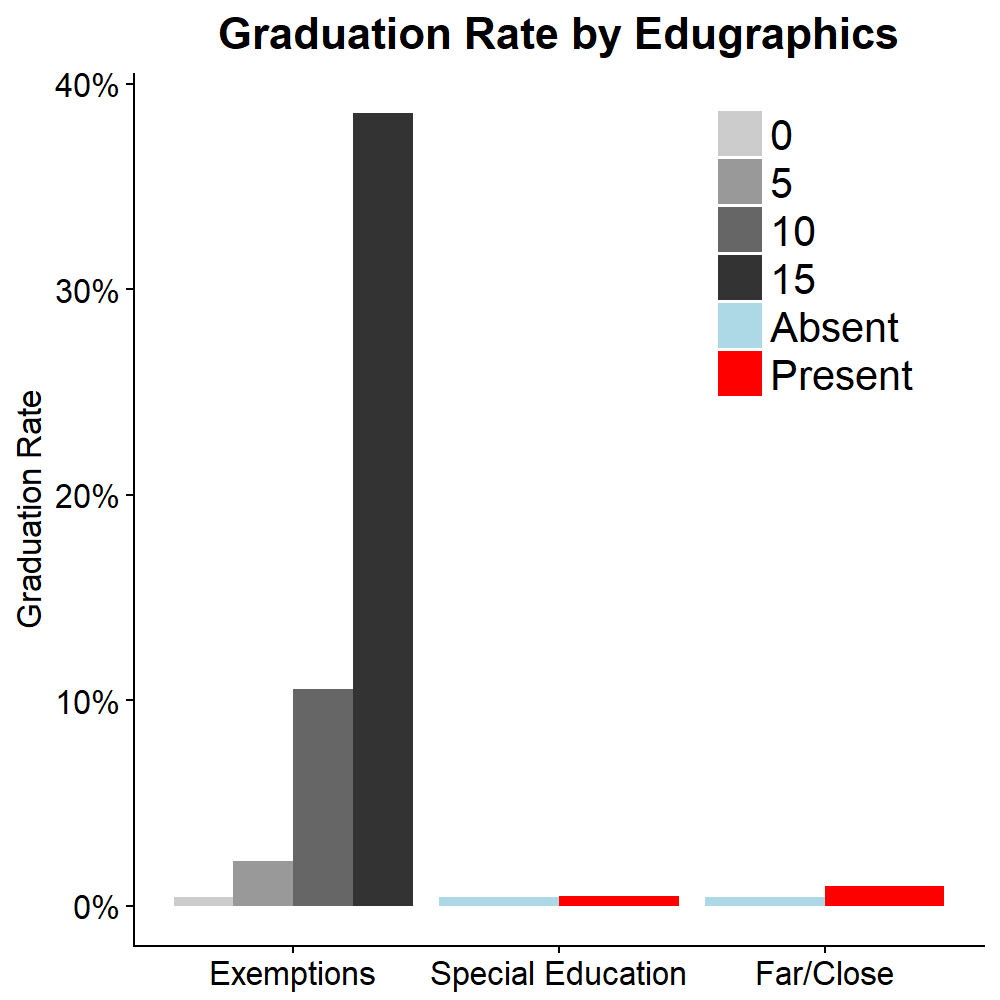 Graduation Rate by Edugraphics
40%
30%
20%
10%
0%
Graduation Rate
0
5
10
15
Absent
Present
Exemptions
Special Education
Far/Close